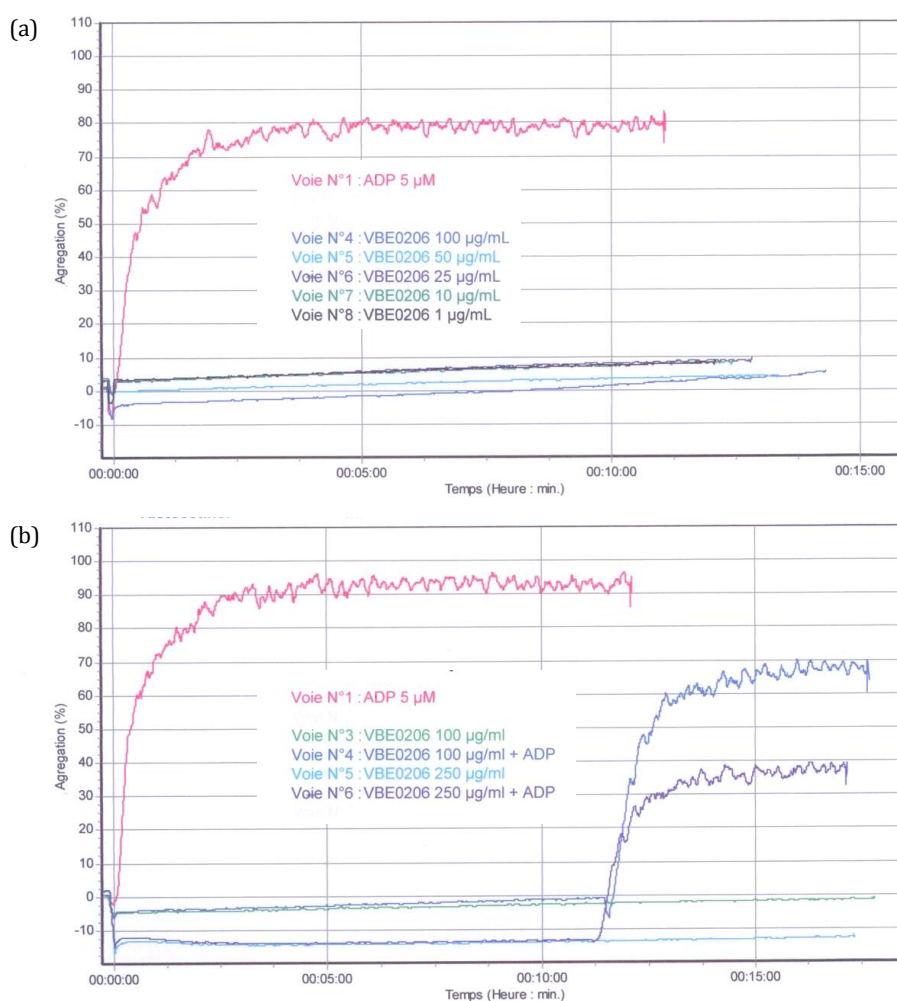 (a)
110
100
90
80
70
60
50
40
30
20
10
0
-10
Agregation (%)
Voie N°1 : ADP 5 µM
Voie N°4 : VBE0206 100 µg/mL
Voie N°5 : VBE0206 50 µg/mL
Voie N°6 : VBE0206 25 µg/mL
Voie N°7 : VBE0206 10 µg/mL
Voie N°8 : VBE0206 1 µg/mL
00:00:00 00:05:00 00:10:00 00:15:00
Temps (Heure : min.)
(b)
110
100
90
80
70
60
50
40
30
20
10
0
-10
Agregation (%)
Voie N°1 : ADP 5 µM
Voie N°3 : VBE0206 100 µg/ml
Voie N°4 : VBE0206 100 µg/ml + ADP
Voie N°5 : VBE0206 250 µg/ml
Voie N°6 : VBE0206 250 µg/ml + ADP
00:00:00 00:05:00 00:10:00 00:15:00
Temps (Heure : min.)